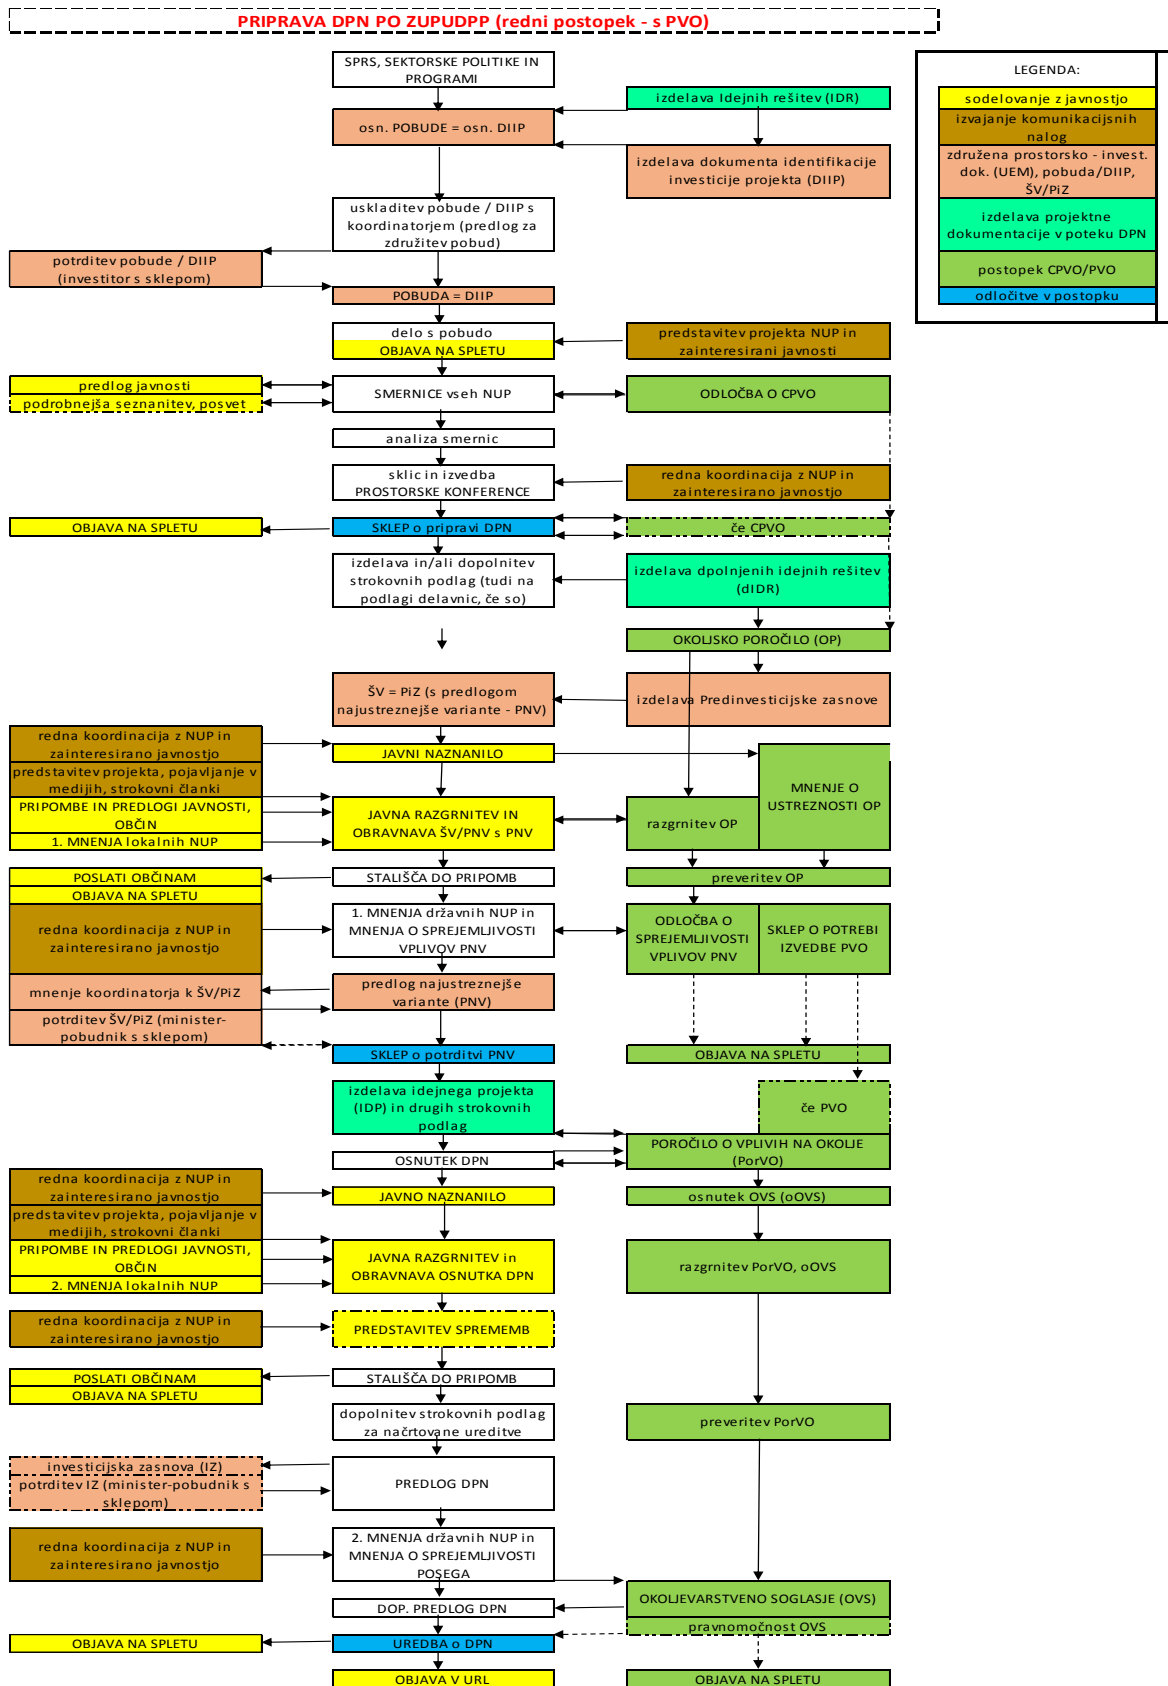 PRIPRAVA DPN PO ZUPUDPP (redni postopek - s PVO)
SPRS, SEKTORSKE POLITIKE IN
PROGRAMI
LEGENDA:
sodelovanje z javnostjo
izvajanje komunikacijsnih
nalog
združena prostorsko - invest.
dok. (UEM), pobuda/DIIP,
ŠV/PiZ
izdelava projektne
dokumentacije v poteku DPN
postopek CPVO/PVO
odločitve v postopku
izdelava Idejnih rešitev (IDR)
osn. POBUDE = osn. DIIP
izdelava dokumenta identifikacije
investicije projekta (DIIP)
uskladitev pobude / DIIP s
koordinatorjem (predlog za
združitev pobud)
potrditev pobude / DIIP
(investitor s sklepom)
POBUDA = DIIP
delo s pobudo
OBJAVA NA SPLETU
predstavitev projekta NUP in
zainteresirani javnosti
predlog javnosti
podrobnejša seznanitev, posvet
SMERNICE vseh NUP
ODLOČBA O CPVO
analiza smernic
sklic in izvedba
PROSTORSKE KONFERENCE
redna koordinacija z NUP in
zainteresirano javnostjo
OBJAVA NA SPLETU
SKLEP o pripravi DPN
če CPVO
izdelava in/ali dopolnitev
strokovnih podlag (tudi na
podlagi delavnic, če so)
izdelava dpolnjenih idejnih rešitev
(dIDR)
OKOLJSKO POROČILO (OP)
ŠV = PiZ (s predlogom
najustreznejše variante - PNV)
izdelava Predinvesticijske zasnove
redna koordinacija z NUP in
zainteresirano javnostjo
JAVNI NAZNANILO
predstavitev projekta, pojavljanje v
medijih, strokovni članki
MNENJE O
USTREZNOSTI OP
PRIPOMBE IN PREDLOGI JAVNOSTI,
OBČIN
1. MNENJA lokalnih NUP
JAVNA RAZGRNITEV IN
OBRAVNAVA ŠV/PNV s PNV
razgrnitev OP
POSLATI OBČINAM
OBJAVA NA SPLETU
STALIŠČA DO PRIPOMB
preveritev OP
redna koordinacija z NUP in
zainteresirano javnostjo
1. MNENJA državnih NUP in
MNENJA O SPREJEMLJIVOSTI
VPLIVOV PNV
ODLOČBA O
SPREJEMLJIVOSTI
VPLIVOV PNV
SKLEP O POTREBI
IZVEDBE PVO
mnenje koordinatorja k ŠV/PiZ
predlog najustreznejše
variante (PNV)
potrditev ŠV/PiZ (minister-
pobudnik s sklepom)
SKLEP o potrditvi PNV
OBJAVA NA SPLETU
izdelava idejnega projekta
(IDP) in drugih strokovnih
podlag
če PVO
OSNUTEK DPN
POROČILO O VPLIVIH NA OKOLJE
(PorVO)
redna koordinacija z NUP in
zainteresirano javnostjo
JAVNO NAZNANILO
osnutek OVS (oOVS)
predstavitev projekta, pojavljanje v
medijih, strokovni članki
PRIPOMBE IN PREDLOGI JAVNOSTI,
OBČIN
2. MNENJA lokalnih NUP
JAVNA RAZGRNITEV in
OBRAVNAVA OSNUTKA DPN
razgrnitev PorVO, oOVS
redna koordinacija z NUP in
zainteresirano javnostjo
PREDSTAVITEV SPREMEMB
POSLATI OBČINAM
OBJAVA NA SPLETU
STALIŠČA DO PRIPOMB
dopolnitev strokovnih podlag
za načrtovane ureditve
preveritev PorVO
investicijska zasnova (IZ)
potrditev IZ (minister-pobudnik s
sklepom)
PREDLOG DPN
redna koordinacija z NUP in
zainteresirano javnostjo
2. MNENJA državnih NUP in
MNENJA O SPREJEMLJIVOSTI
POSEGA
OKOLJEVARSTVENO SOGLASJE (OVS)
pravnomočnost OVS
DOP. PREDLOG DPN
OBJAVA NA SPLETU
UREDBA o DPN
OBJAVA V URL
OBJAVA NA SPLETU